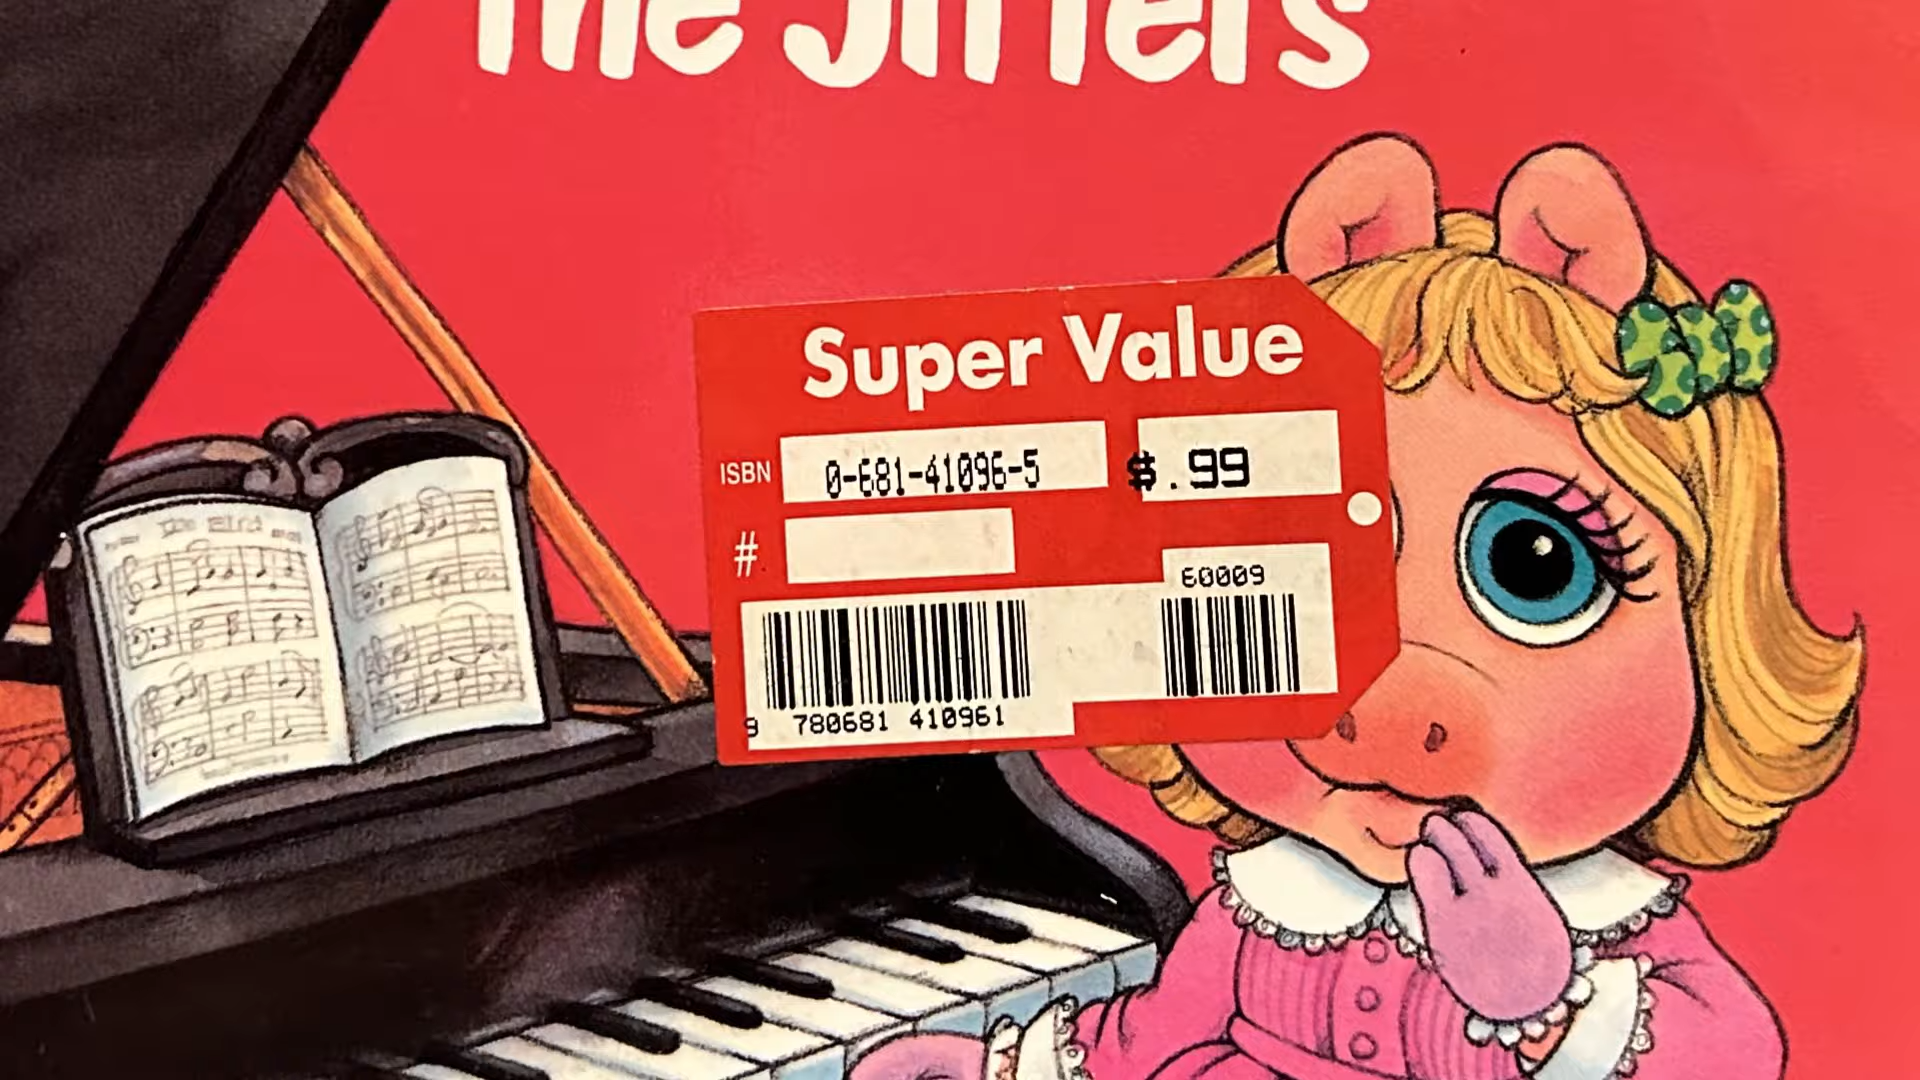 The Jitters
Super Value
ISBN 0-681-41096-5 $.99
#
60009
9 780681 410961